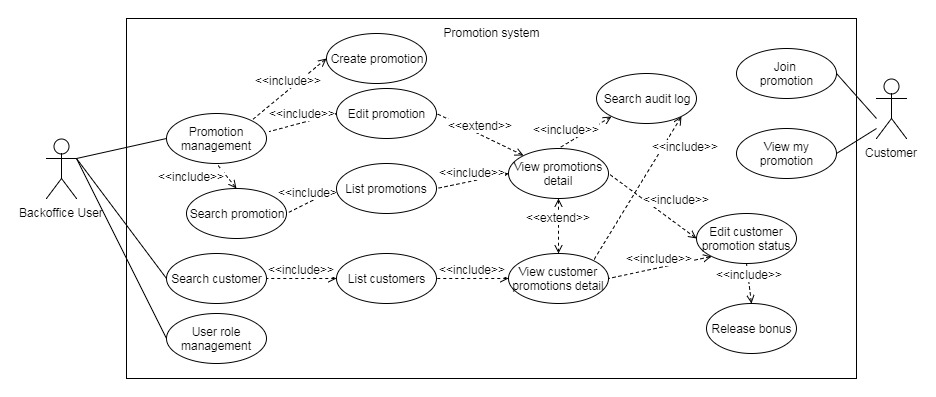 Promotion system
Create promotion
<<include>>
Join
promotion
Search audit log
<<include>>
Edit promotion
<<extend>>
<<include>>
Promotion
management
<<include>>
View my
promotion
Customer
View promotions
detail
<<include>>
List promotions
<<include>>
<<include>>
<<include>>
<<include>>
Backoffice User
Search promotion
<<extend>>
Edit customer
promotion status
Search customer
<<include>>
List customers
<<include>>
View customer
promotions detail
<<include>>
<<include>>
User role
management
Release bonus